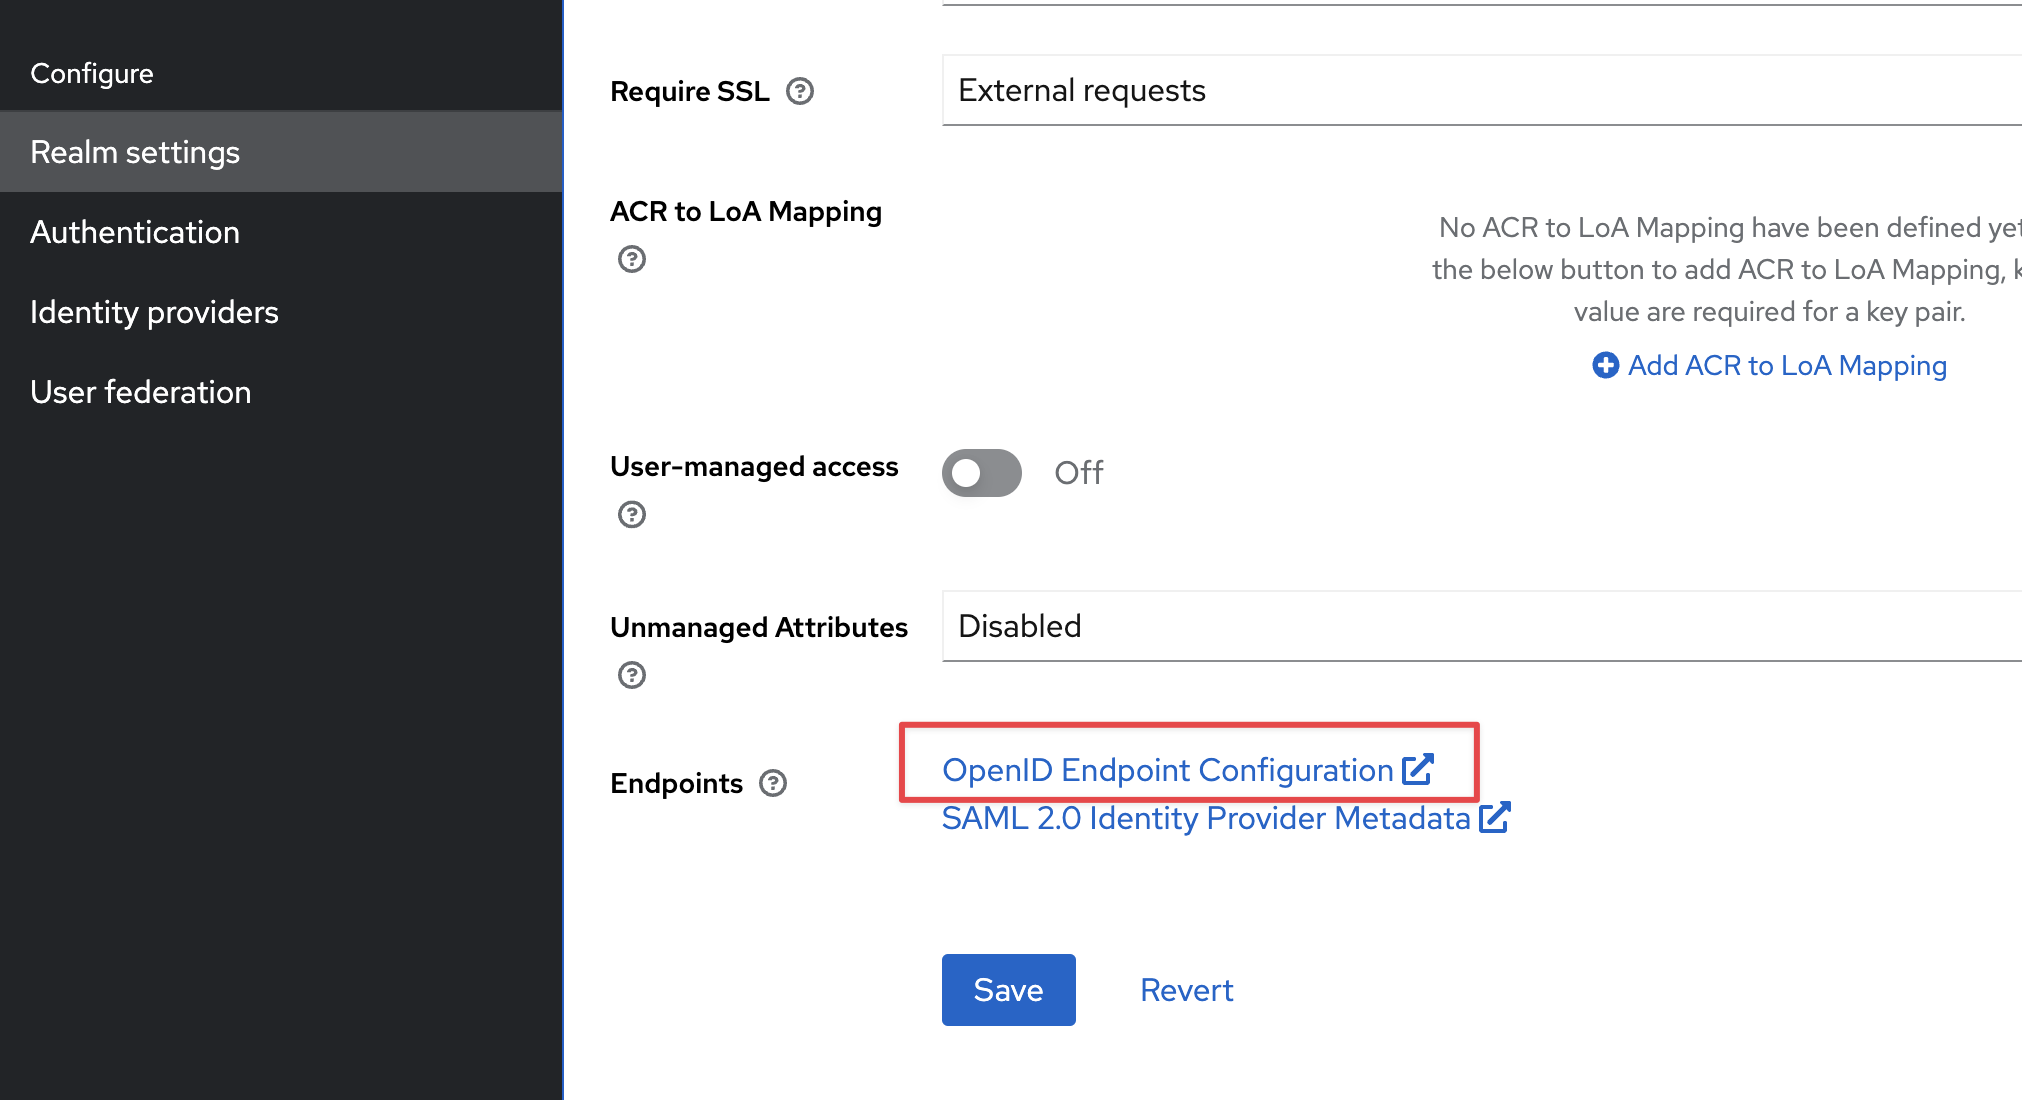 Configure
Realm settings
Authentication
Identity providers
User federation
Require SSL
External requests
ACR to LoA Mapping
No ACR to LoA Mapping have been defined yet
the below button to add ACR to LoA Mapping,
value are required for a key pair.
Add ACR to LoA Mapping
User-managed access
Off
Unmanaged Attributes
Disabled
Endpoints
OpenID Endpoint Configuration
SAML 2.0 Identity Provider Metadata
Save
Revert